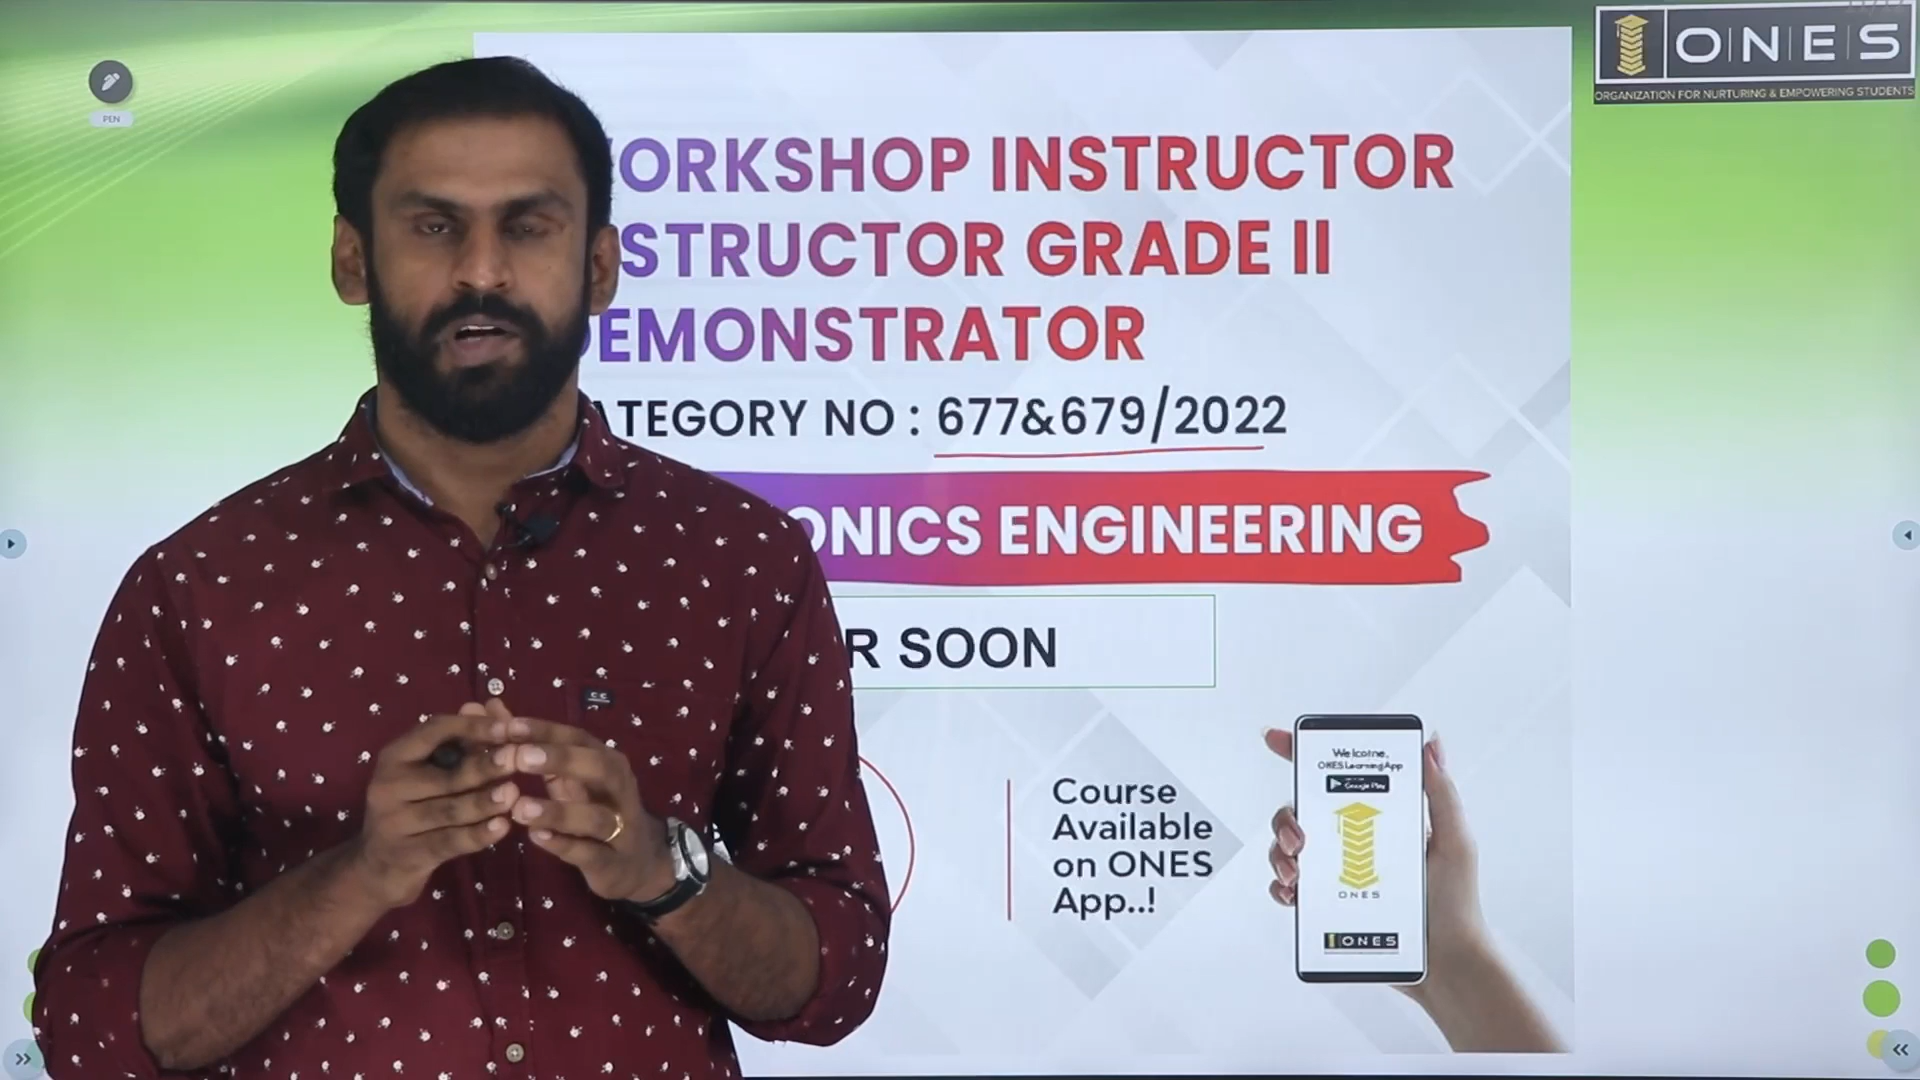 O|N|E|S
ORGANIZATION FOR NURTURING & EMPOWERING STUDENTS
PEN
ORKSHOP INSTRUCTOR
STRUCTOR GRADE II
EMONSTRATOR
ATEGORY NO : 677&679/2022
ONICS ENGINEERING
R SOON
Course
Available
on ONES
App..!
Welcome,
ONES Learning App
Google Play
ONES
ONES
CC